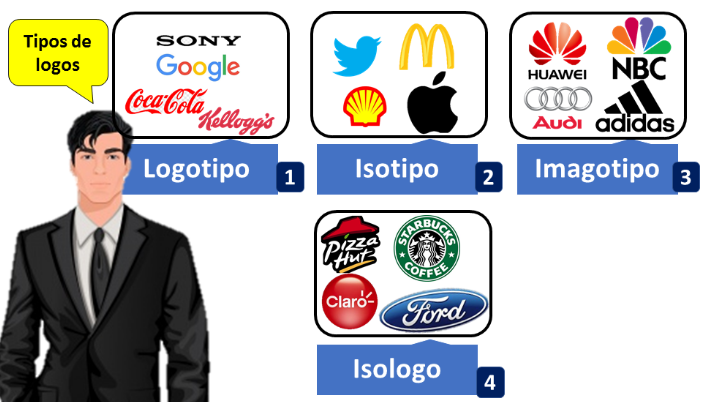 Tipos de
logos
SONY
Google
Coca-Cola
Kellogg's
Logotipo
1
Isotipo
2
HUAWEI
NBC
Audi
adidas
Imagotipo
3
Pizza
Hut
STARBUCKS
COFFEE
Claro
Ford
Isologo
4